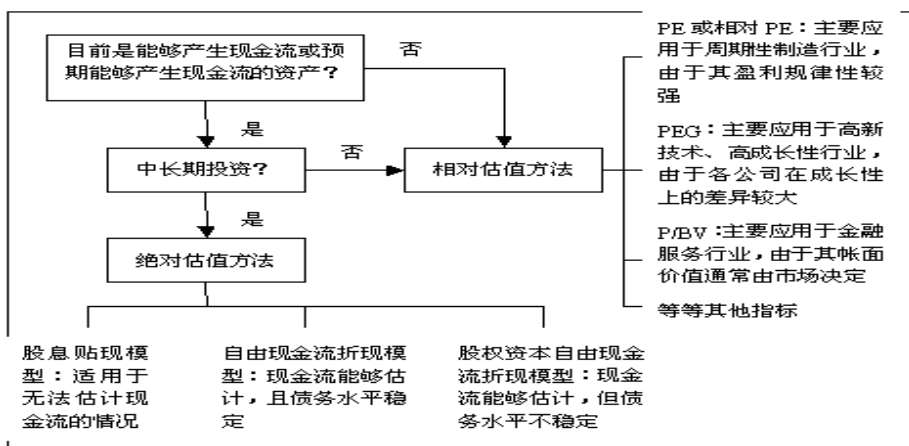 目前是能够产生现金流或预
期能够产生现金流的资产？
否
是
中长期投资？
否
相对估值方法
是
绝对估值方法
PE 或相对 PE：主要应
用于周期性制造行业，
由于其盈利规律性较
强
PEG：主要应用于高新
技术、高成长性行业，
由于各公司在成长性
上的差异较大
P/BV：主要应用于金融
服务行业，由于其帐面
价值通常由市场决定
等等其他指标
股息贴现模
型：适用于
无法估计现
金流的情况
自由现金流折现模
型：现金流能够估
计，且债务水平稳
定
股权资本自由现金
流折现模型：现金
流能够估计，但债
务水平不稳定